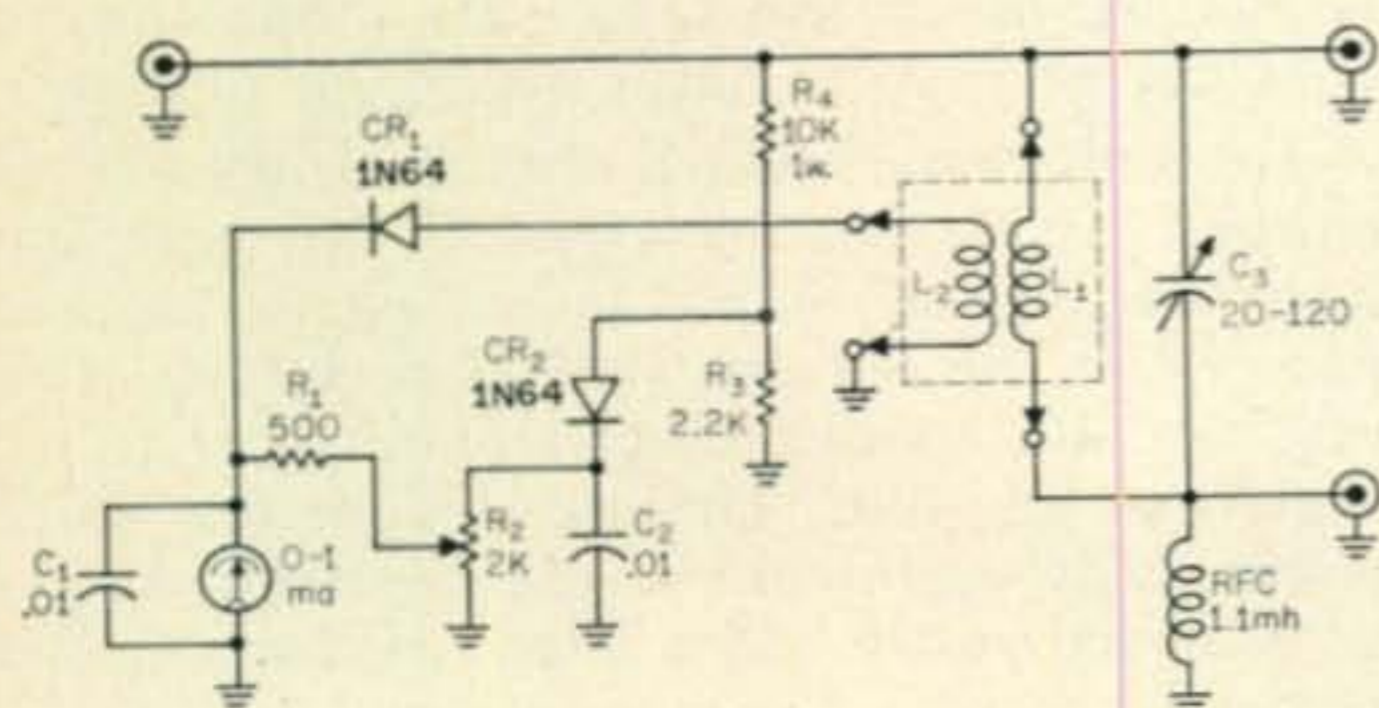 R4
10K
1w.
CR1
1N64
L2
L1
C3
20-120
CR2
1N64
R3
2.2K
R1
500
R2
2K
C2
.01
C1
.01
0-1
ma
RFC
1.1mh